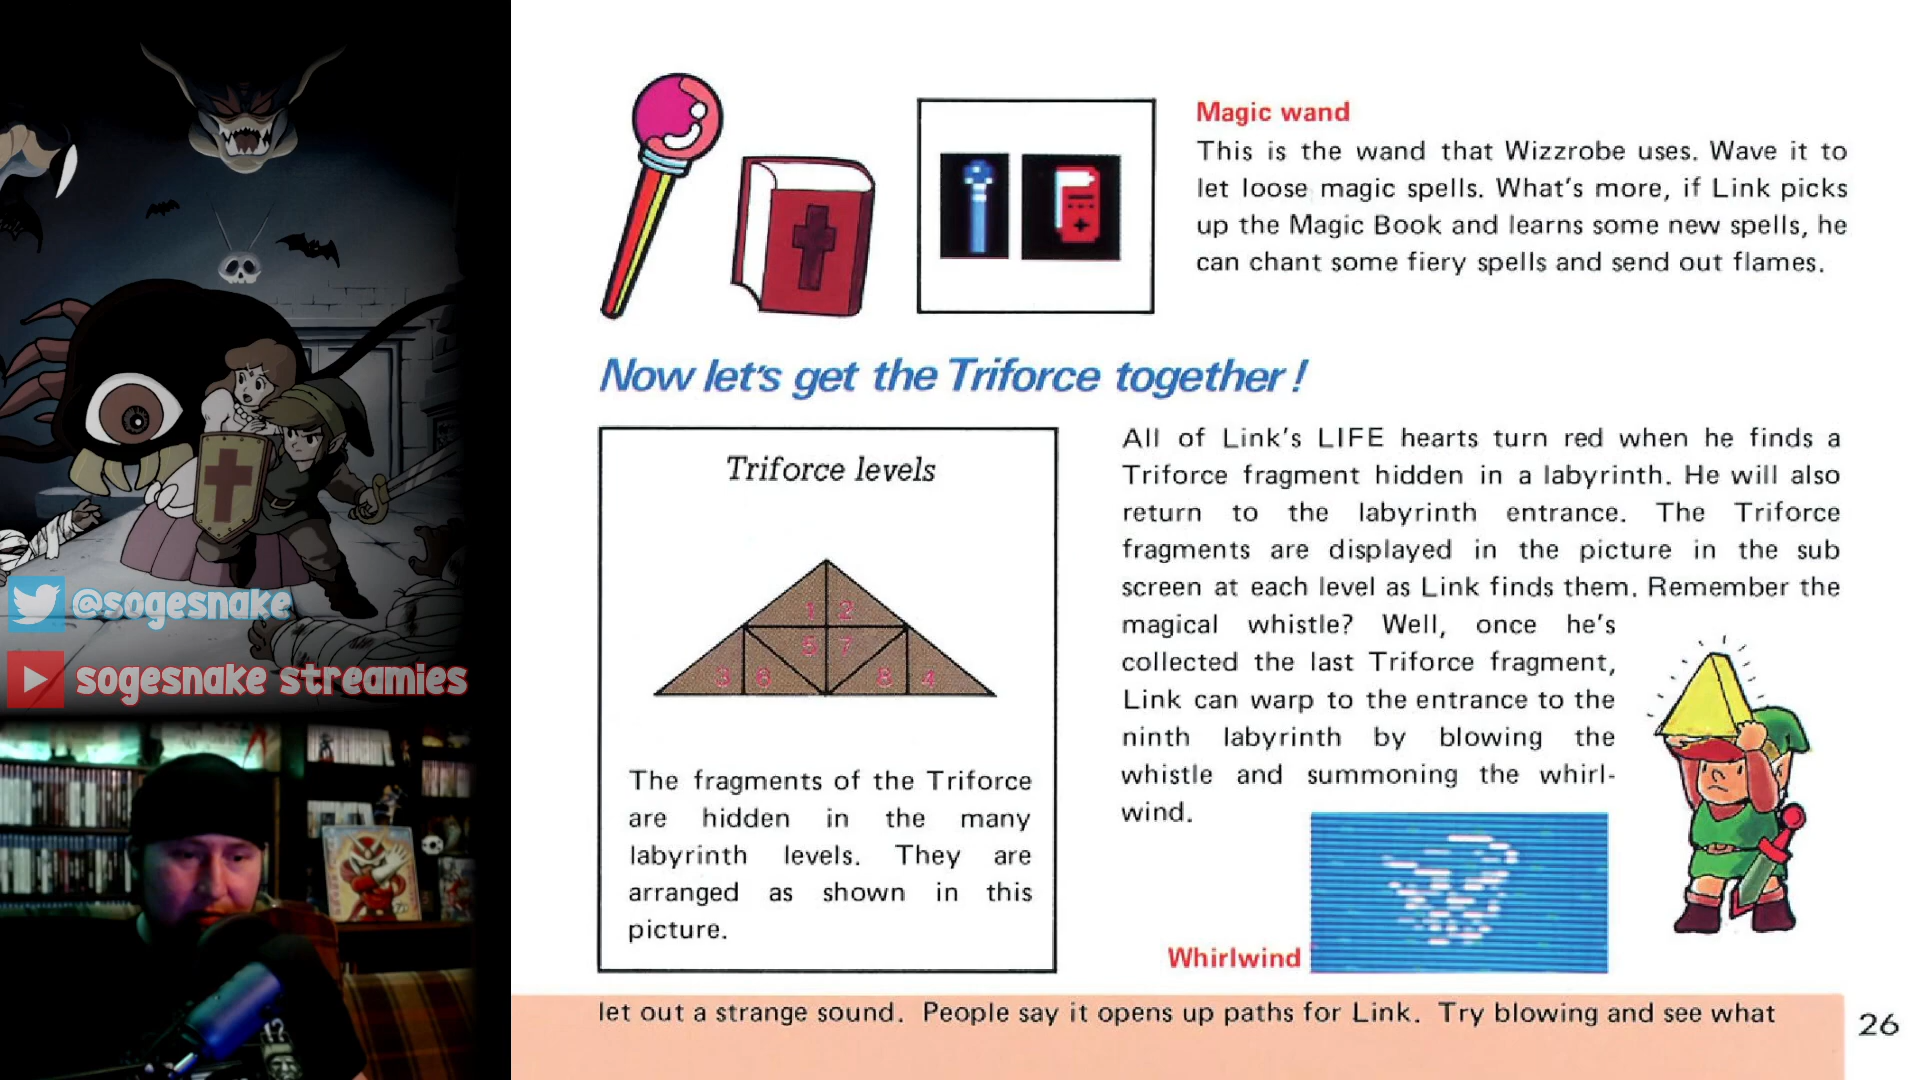 Magic wand
This is the wand that Wizzrobe uses. Wave it to
let loose magic spells. What's more, if Link picks
up the Magic Book and learns some new spells, he
can chant some fiery spells and send out flames.
Now let's get the Triforce together!
Triforce levels
1 2
5 7
3 6 8 4
The fragments of the Triforce
are hidden in the many
labyrinth levels. They are
arranged as shown in this
picture.
All of Link's LIFE hearts turn red when he finds a
Triforce fragment hidden in a labyrinth. He will also
return to the labyrinth entrance. The Triforce
fragments are displayed in the picture in the sub
screen at each level as Link finds them. Remember the
magical whistle? Well, once he's
collected the last Triforce fragment,
Link can warp to the entrance to the
ninth labyrinth by blowing the
whistle and summoning the whirl-
wind.
Whirlwind
let out a strange sound. People say it opens up paths for Link. Try blowing and see what
26
@sogesnake
sogesnake streamies
12